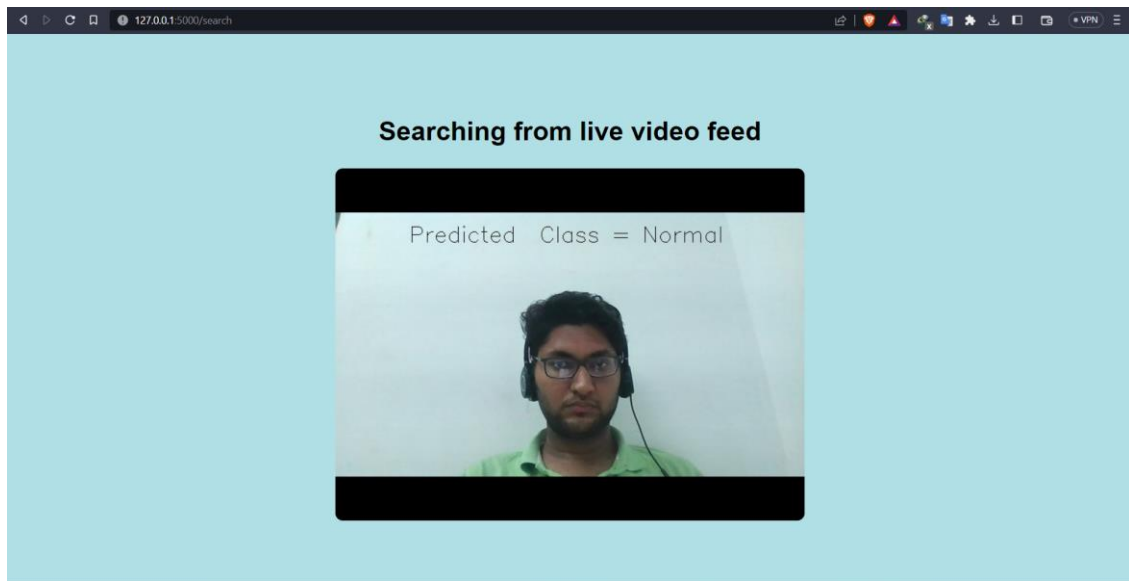 127.0.0.1:5000/search
VPN
Searching from live video feed
Predicted Class = Normal